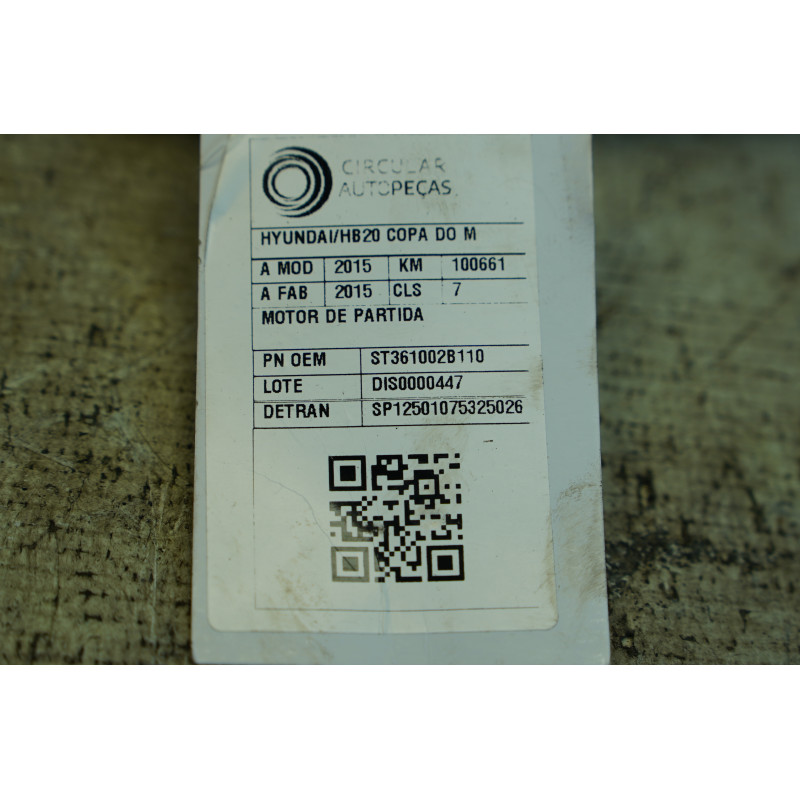 CIRCULAR
AUTOPEÇAS
HYUNDAI/HB20 COPA DO M
A MOD 2015 KM 100661
A FAB 2015 CLS 7
MOTOR DE PARTIDA
PN OEM ST361002B110
LOTE DIS0000447
DETRAN SP12501075325026